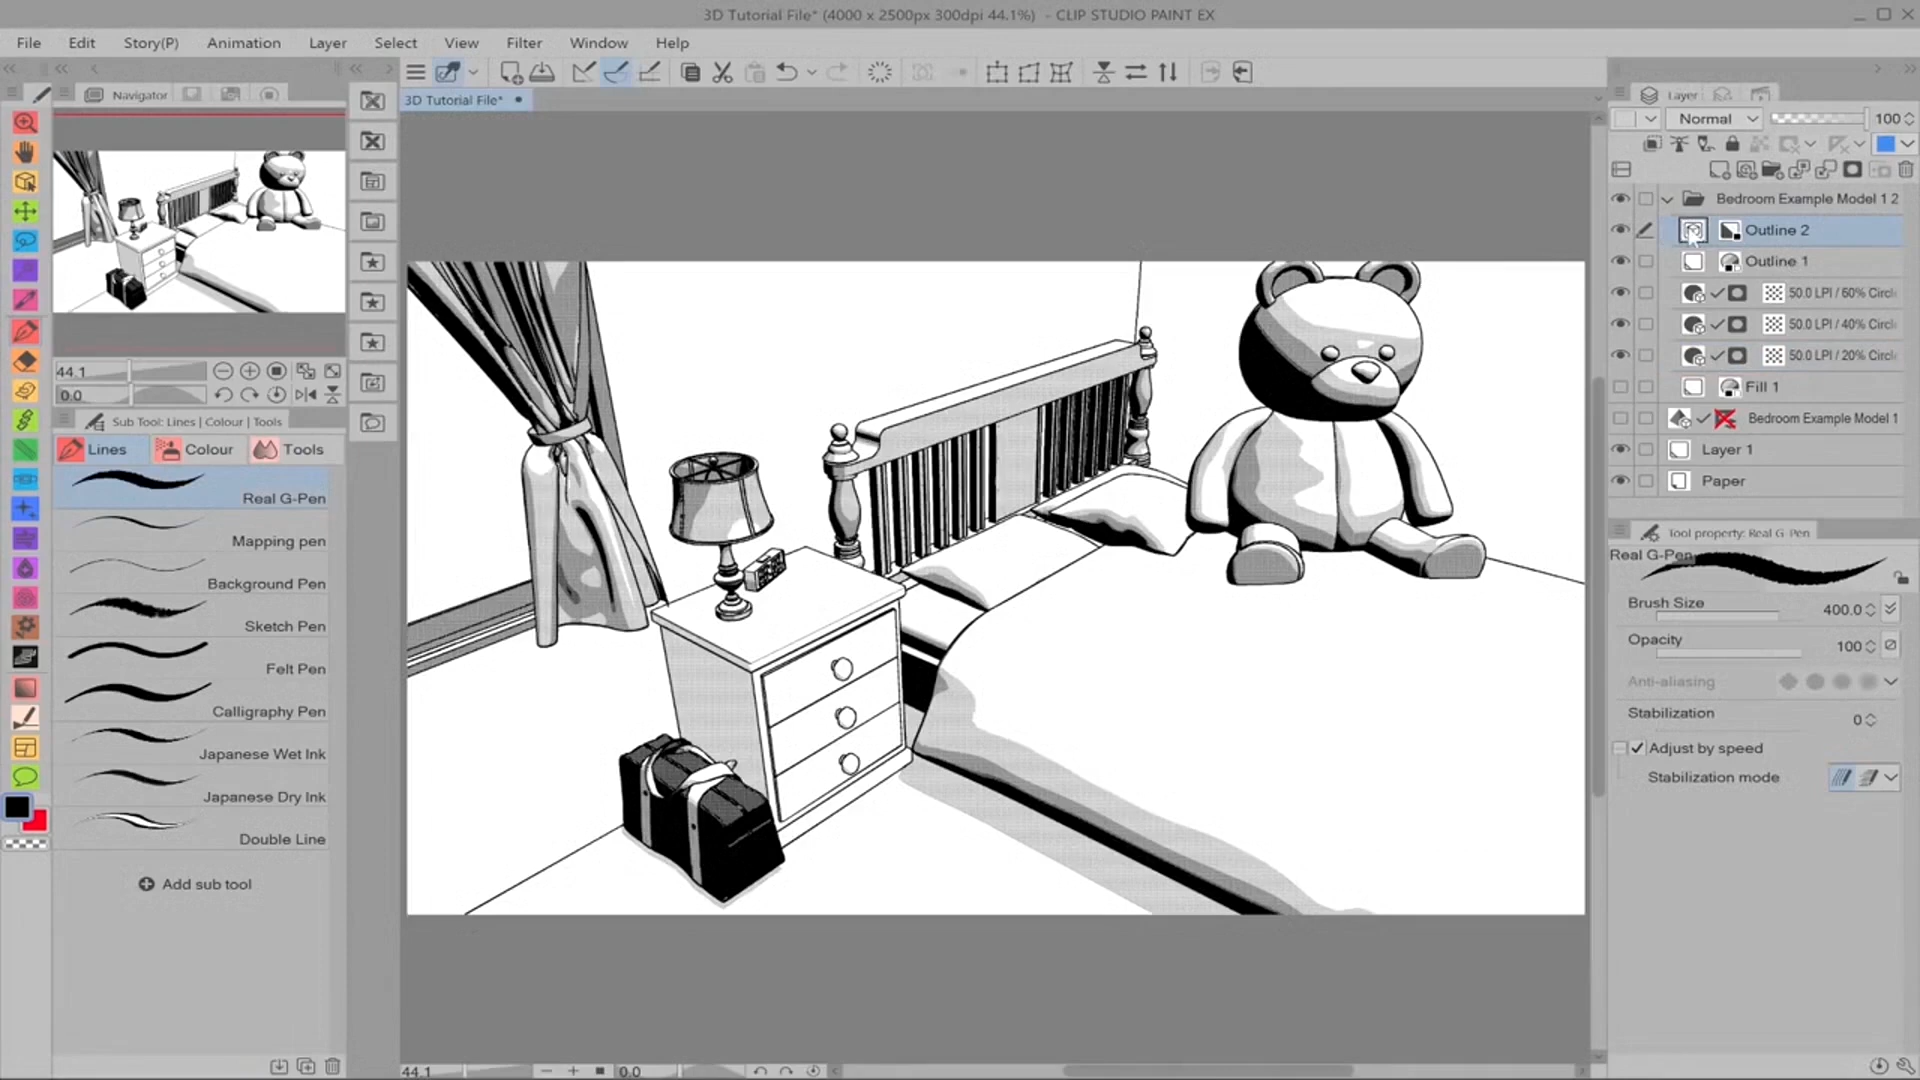 3D Tutorial File* (4000 x 2500px 300dpi 44.1%) - CLIP STUDIO PAINT EX
File Edit Story(P) Animation Layer Select View Filter Window Help
Navigator
3D Tutorial File*
Layer
Normal 100
Bedroom Example Model 1 2
Outline 2
Outline 1
50.0 LPI / 60% Circl
50.0 LPI / 40% Circl
50.0 LPI / 20% Circl
Fill 1
Bedroom Example Model 1
Layer 1
Paper
44.1
0.0
Sub Tool: Lines | Colour | Tools
Lines Colour Tools
Real G-Pen
Mapping pen
Background Pen
Sketch Pen
Felt Pen
Calligraphy Pen
Japanese Wet Ink
Japanese Dry Ink
Double Line
Add sub tool
Tool property: Real G-Pen
Real G-Pen
Brush Size 400.0
Opacity 100
Anti-aliasing
Stabilization 0
Adjust by speed
Stabilization mode
44.1 0.0